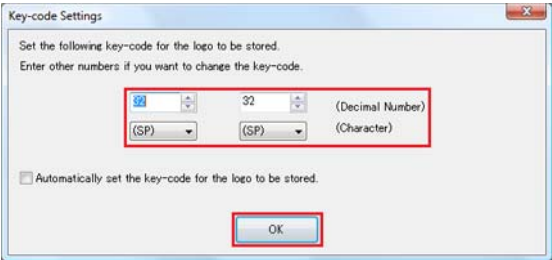 Key-code Settings
Set the following key-code for the logo to be stored.
Enter other numbers if you want to change the key-code.
32 32 (Decimal Number)
(SP) (SP) (Character)
Automatically set the key-code for the logo to be stored.
OK